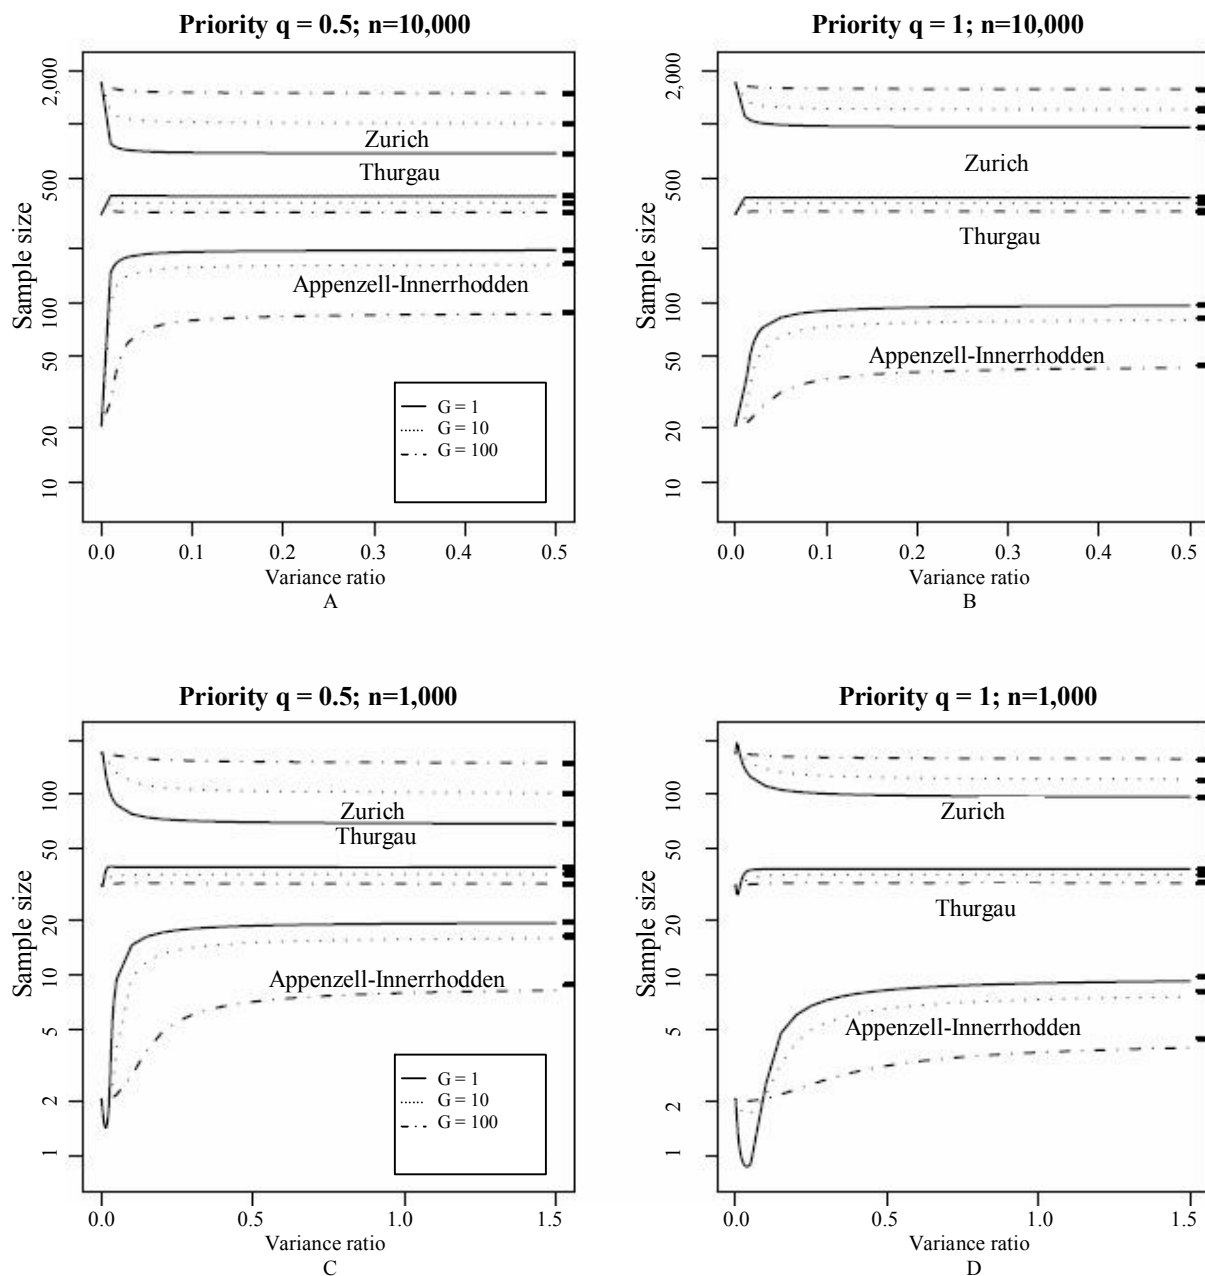 Priority q = 0.5; n=10,000
Sample size
2,000
500
100
50
20
10
Zurich
Thurgau
Appenzell-Innerrhodden
G = 1
G = 10
G = 100
0.0 0.1 0.2 0.3 0.4 0.5
Variance ratio
A
Priority q = 1; n=10,000
Sample size
2,000
500
100
50
20
10
Zurich
Thurgau
Appenzell-Innerrhodden
0.0 0.1 0.2 0.3 0.4 0.5
Variance ratio
B
Priority q = 0.5; n=1,000
Sample size
100
50
20
10
5
2
1
Zurich
Thurgau
Appenzell-Innerrhodden
G = 1
G = 10
G = 100
0.0 0.5 1.0 1.5
Variance ratio
C
Priority q = 1; n=1,000
Sample size
100
50
20
10
5
2
1
Zurich
Thurgau
Appenzell-Innerrhodden
0.0 0.5 1.0 1.5
Variance ratio
D